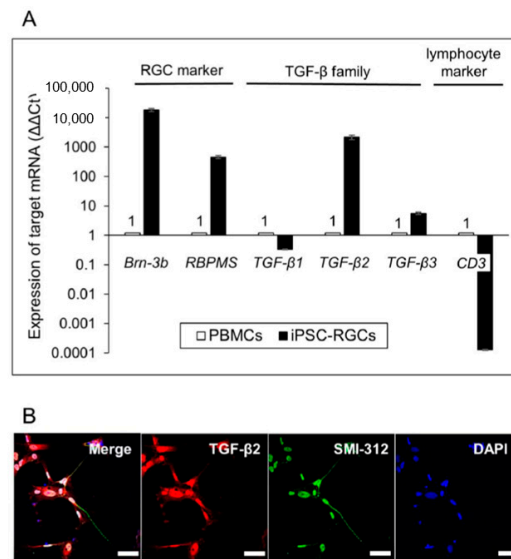 A
RGC marker
TGF-β family
lymphocyte
marker
Expression of target mRNA (ΔΔCt)
100,000
10,000
1000
100
10
1
0.1
0.01
0.001
0.0001
1 1 1 1 1 1
Brn-3b RBPMS TGF-β1 TGF-β2 TGF-β3 CD3
PBMCs iPSC-RGCs
B
Merge TGF-β2 SMI-312 DAPI